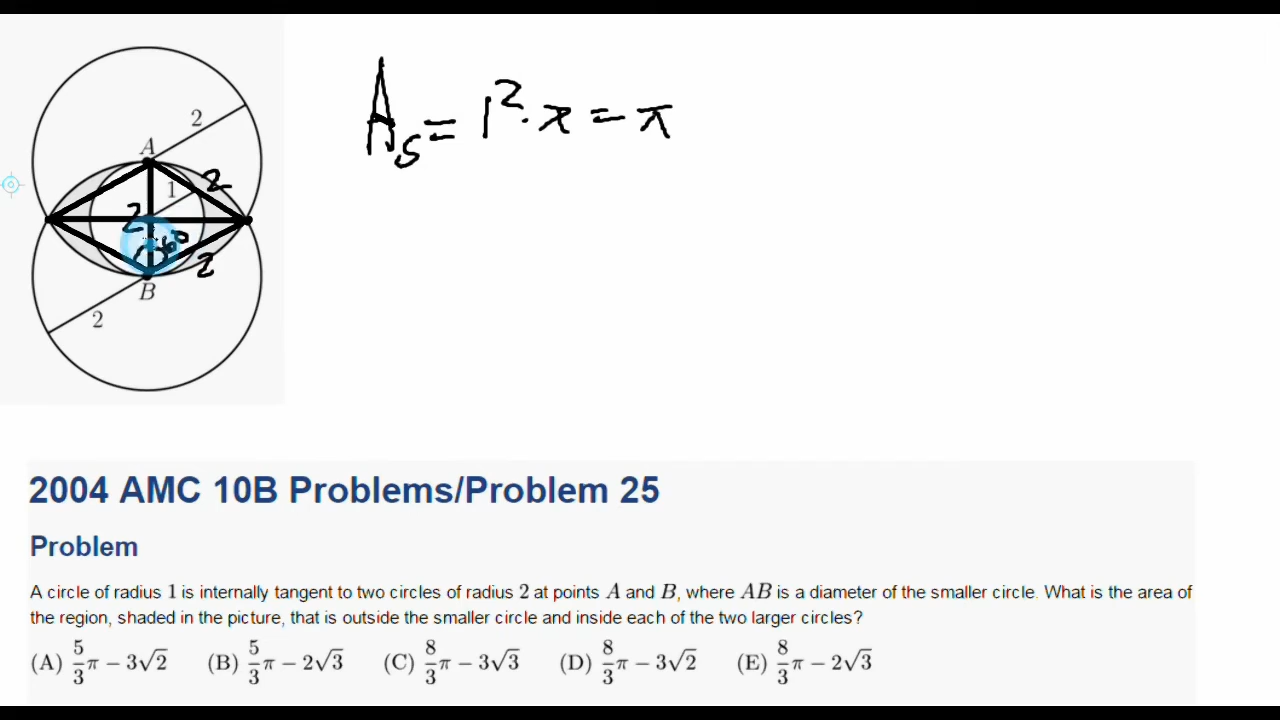 A_s = 1². π = π
2
A
1
2
2
60
2
B
2
2004 AMC 10B Problems/Problem 25
Problem
A circle of radius 1 is internally tangent to two circles of radius 2 at points A and B, where AB is a diameter of the smaller circle. What is the area of
the region, shaded in the picture, that is outside the smaller circle and inside each of the two larger circles?
(A) 5/3π − 3√2 (B) 5/3π − 2√3 (C) 8/3π − 3√3 (D) 8/3π − 3√2 (E) 8/3π − 2√3